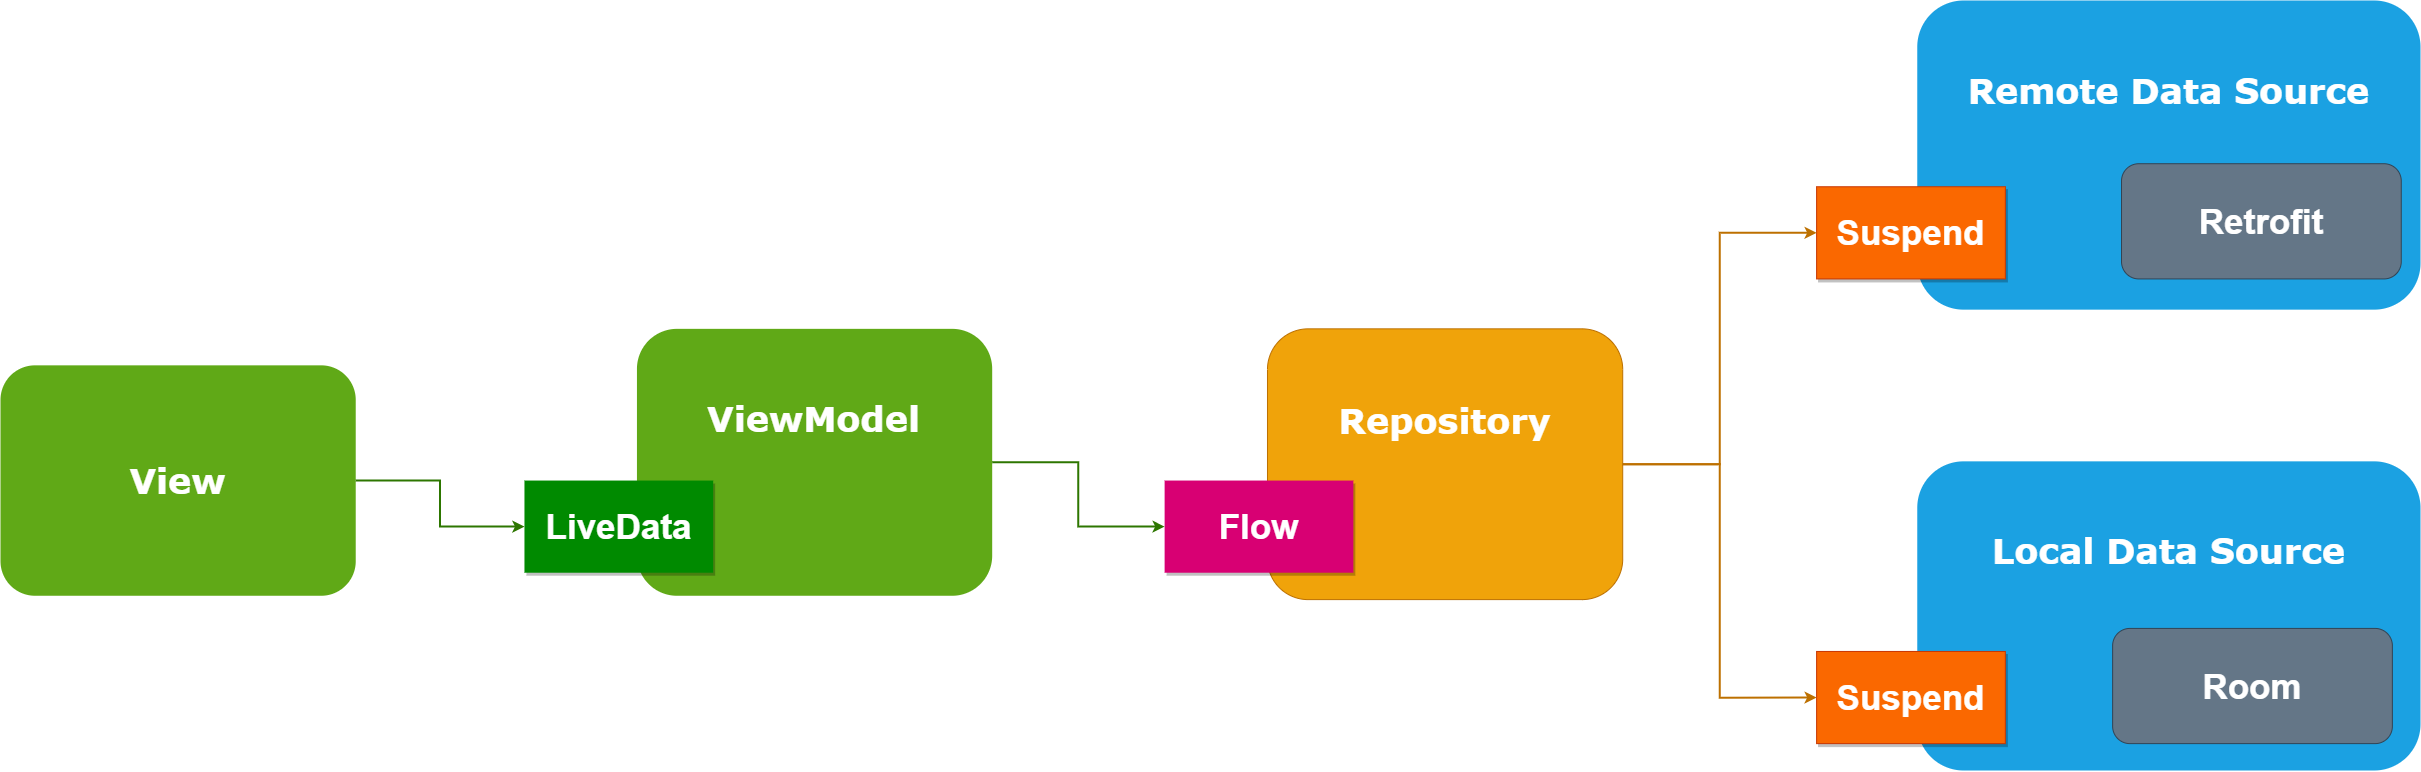 View
LiveData
ViewModel
Flow
Repository
Suspend
Remote Data Source
Retrofit
Suspend
Local Data Source
Room